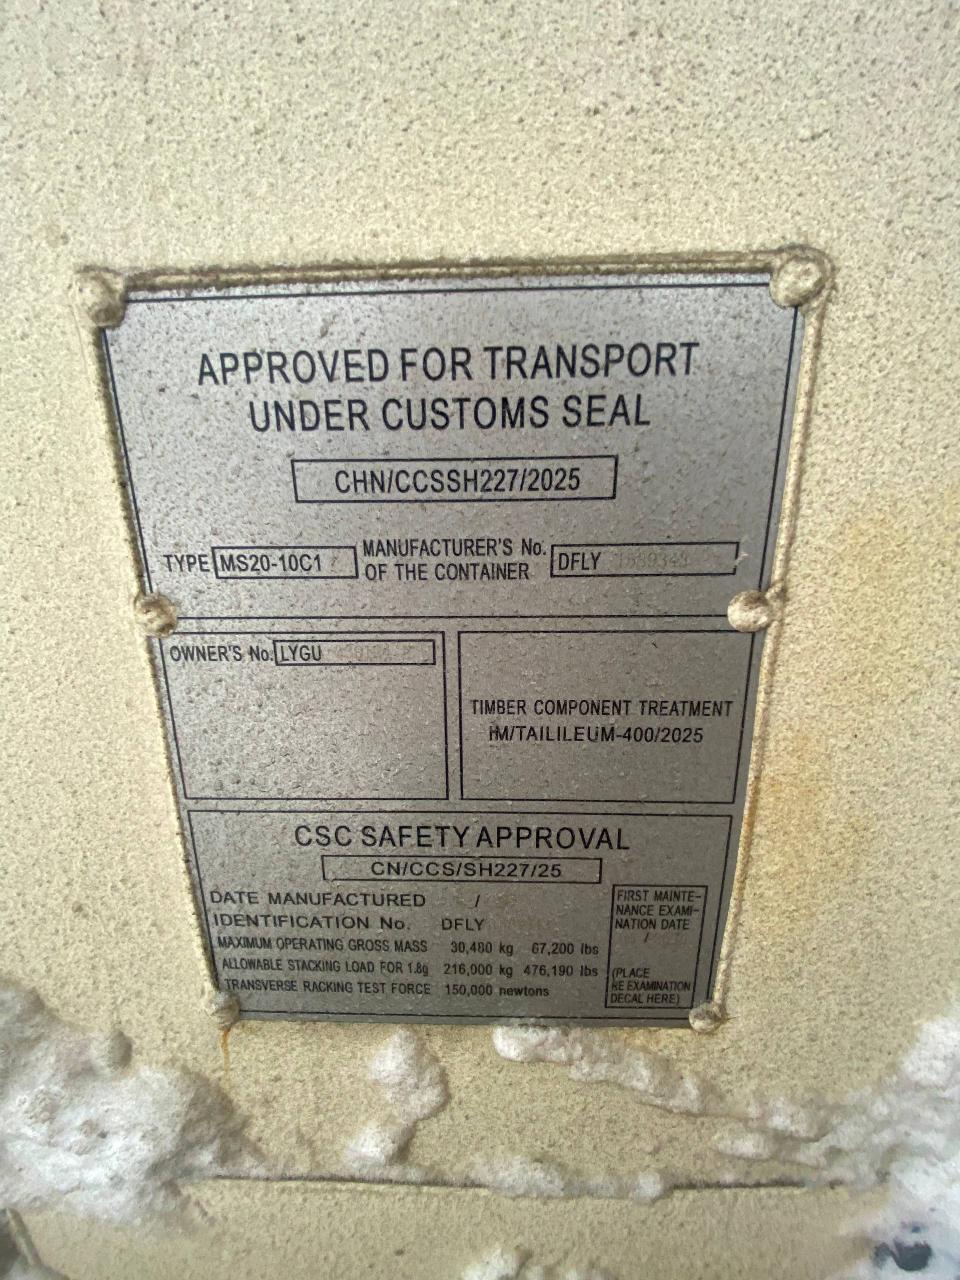 APPROVED FOR TRANSPORT
UNDER CUSTOMS SEAL
CHN/CCSSH227/2025
TYPE MS20-10C1 MANUFACTURER'S No. OF THE CONTAINER DFLY
OWNER'S No. LYGU
TIMBER COMPONENT TREATMENT
IM/TAILILEUM-400/2025
CSC SAFETY APPROVAL
CN/CCS/SH227/25
DATE MANUFACTURED /
IDENTIFICATION No. DFLY
MAXIMUM OPERATING GROSS MASS 30,480 kg 67,200 lbs
ALLOWABLE STACKING LOAD FOR 1.8g 216,000 kg 476,190 lbs
TRANSVERSE RACKING TEST FORCE 150,000 newtons
FIRST MAINTE-
NANCE EXAMI-
NATION DATE
/
(PLACE
RE EXAMINATION
DECAL HERE)